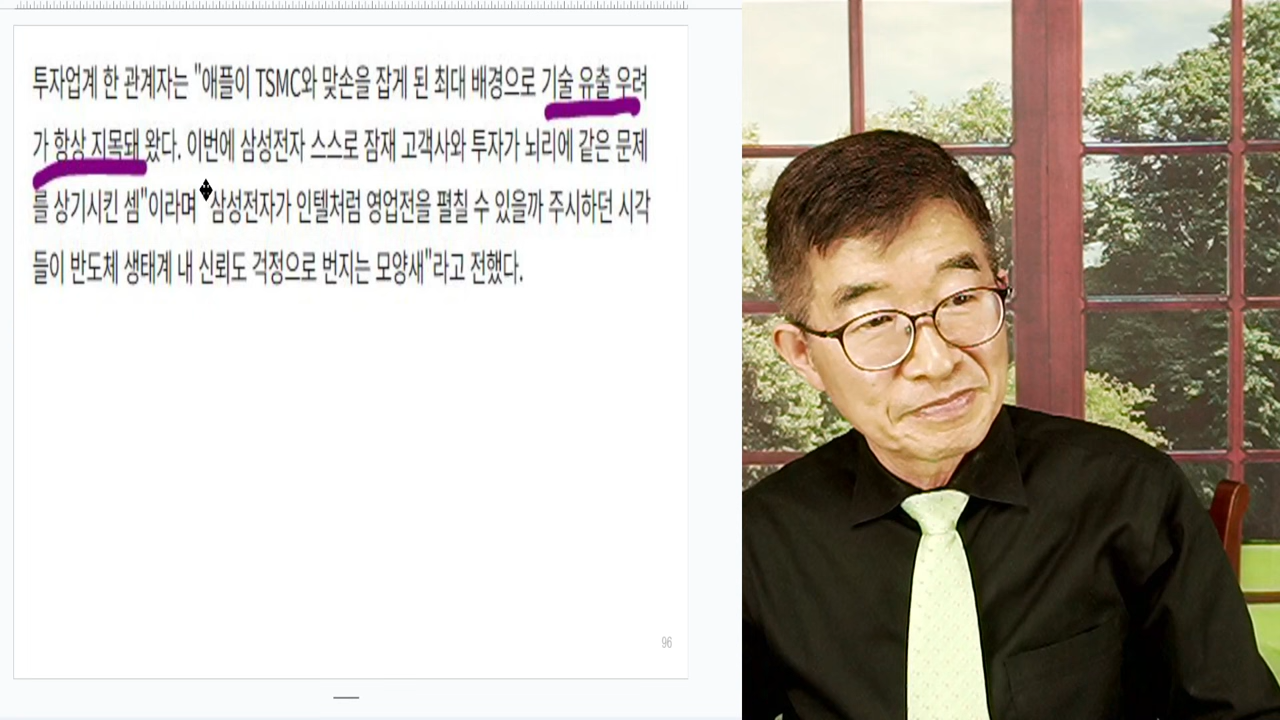 투자업계 한 관계자는 "애플이 TSMC와 맞손을 잡게 된 최대 배경으로 기술 유출 우려
가 항상 지목돼 왔다. 이번에 삼성전자 스스로 잠재 고객사와 투자가 뇌리에 같은 문제
를 상기시킨 셈"이라며 "삼성전자가 인텔처럼 영업전을 펼칠 수 있을까 주시하던 시각
들이 반도체 생태계 내 신뢰도 걱정으로 번지는 모양새"라고 전했다.
96